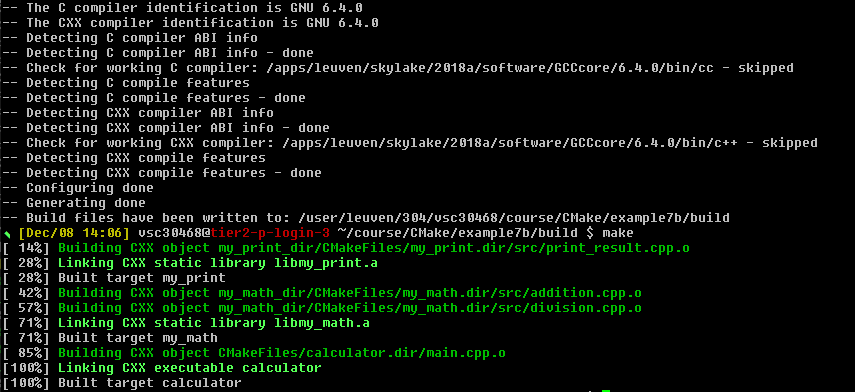 -- The C compiler identification is GNU 6.4.0
-- The CXX compiler identification is GNU 6.4.0
-- Detecting C compiler ABI info
-- Detecting C compiler ABI info - done
-- Check for working C compiler: /apps/leuven/skylake/2018a/software/GCCcore/6.4.0/bin/cc - skipped
-- Detecting C compile features
-- Detecting C compile features - done
-- Detecting CXX compiler ABI info
-- Detecting CXX compiler ABI info - done
-- Check for working CXX compiler: /apps/leuven/skylake/2018a/software/GCCcore/6.4.0/bin/c++ - skipped
-- Detecting CXX compile features
-- Detecting CXX compile features - done
-- Configuring done
-- Generating done
-- Build files have been written to: /user/leuven/304/vsc30468/course/CMake/example7b/build
[Dec/08 14:06] vsc30468@tier2-p-login-3 ~/course/CMake/example7b/build $ make
[ 14%] Building CXX object my_print_dir/CMakeFiles/my_print.dir/src/print_result.cpp.o
[ 28%] Linking CXX static library libmy_print.a
[ 28%] Built target my_print
[ 42%] Building CXX object my_math_dir/CMakeFiles/my_math.dir/src/addition.cpp.o
[ 57%] Building CXX object my_math_dir/CMakeFiles/my_math.dir/src/division.cpp.o
[ 71%] Linking CXX static library libmy_math.a
[ 71%] Built target my_math
[ 85%] Building CXX object CMakeFiles/calculator.dir/main.cpp.o
[100%] Linking CXX executable calculator
[100%] Built target calculator